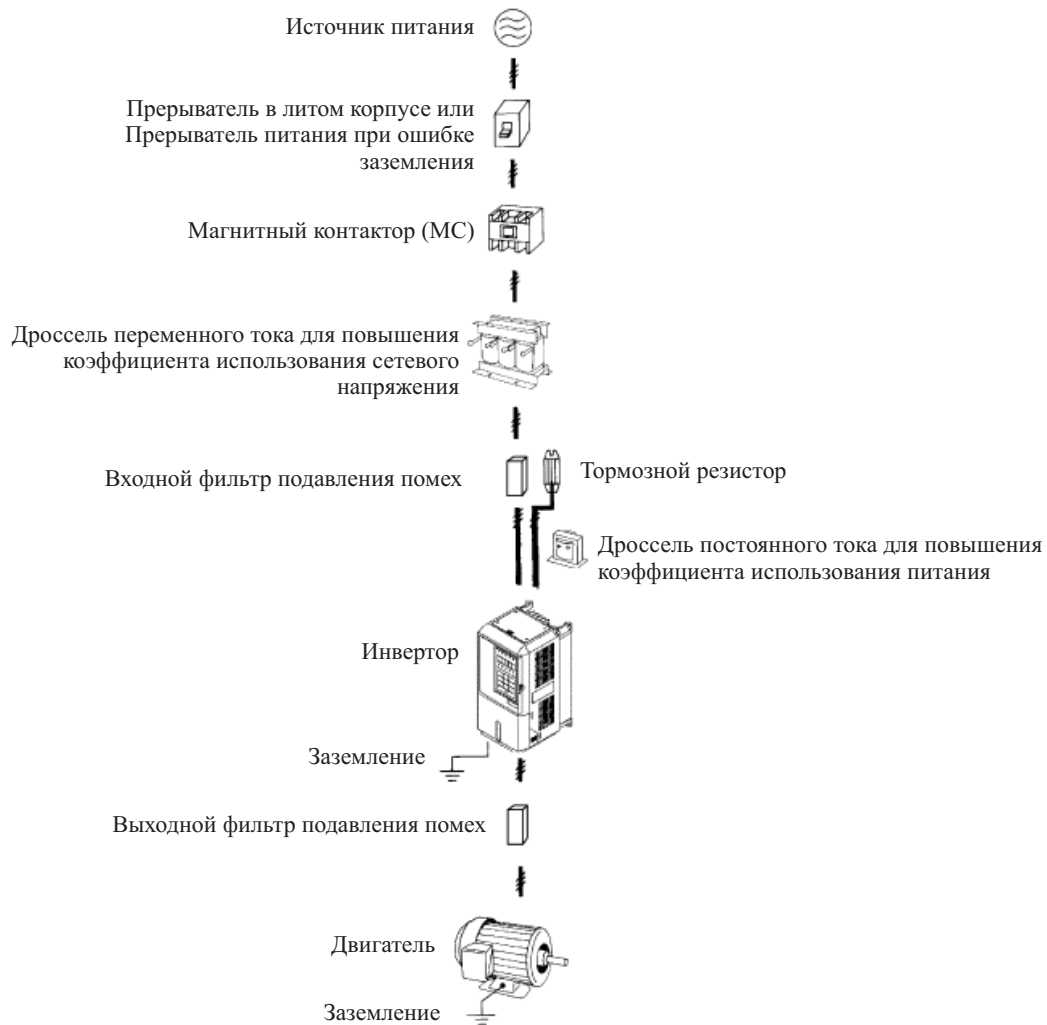 Источник питания
Прерыватель в литом корпусе или
Прерыватель питания при ошибке
заземления
Магнитный контактор (МС)
Дроссель переменного тока для повышения
коэффициента использования сетевого
напряжения
Входной фильтр подавления помех
Тормозной резистор
Дроссель постоянного тока для повышения
коэффициента использования питания
Инвертор
Заземление
Выходной фильтр подавления помех
Двигатель
Заземление